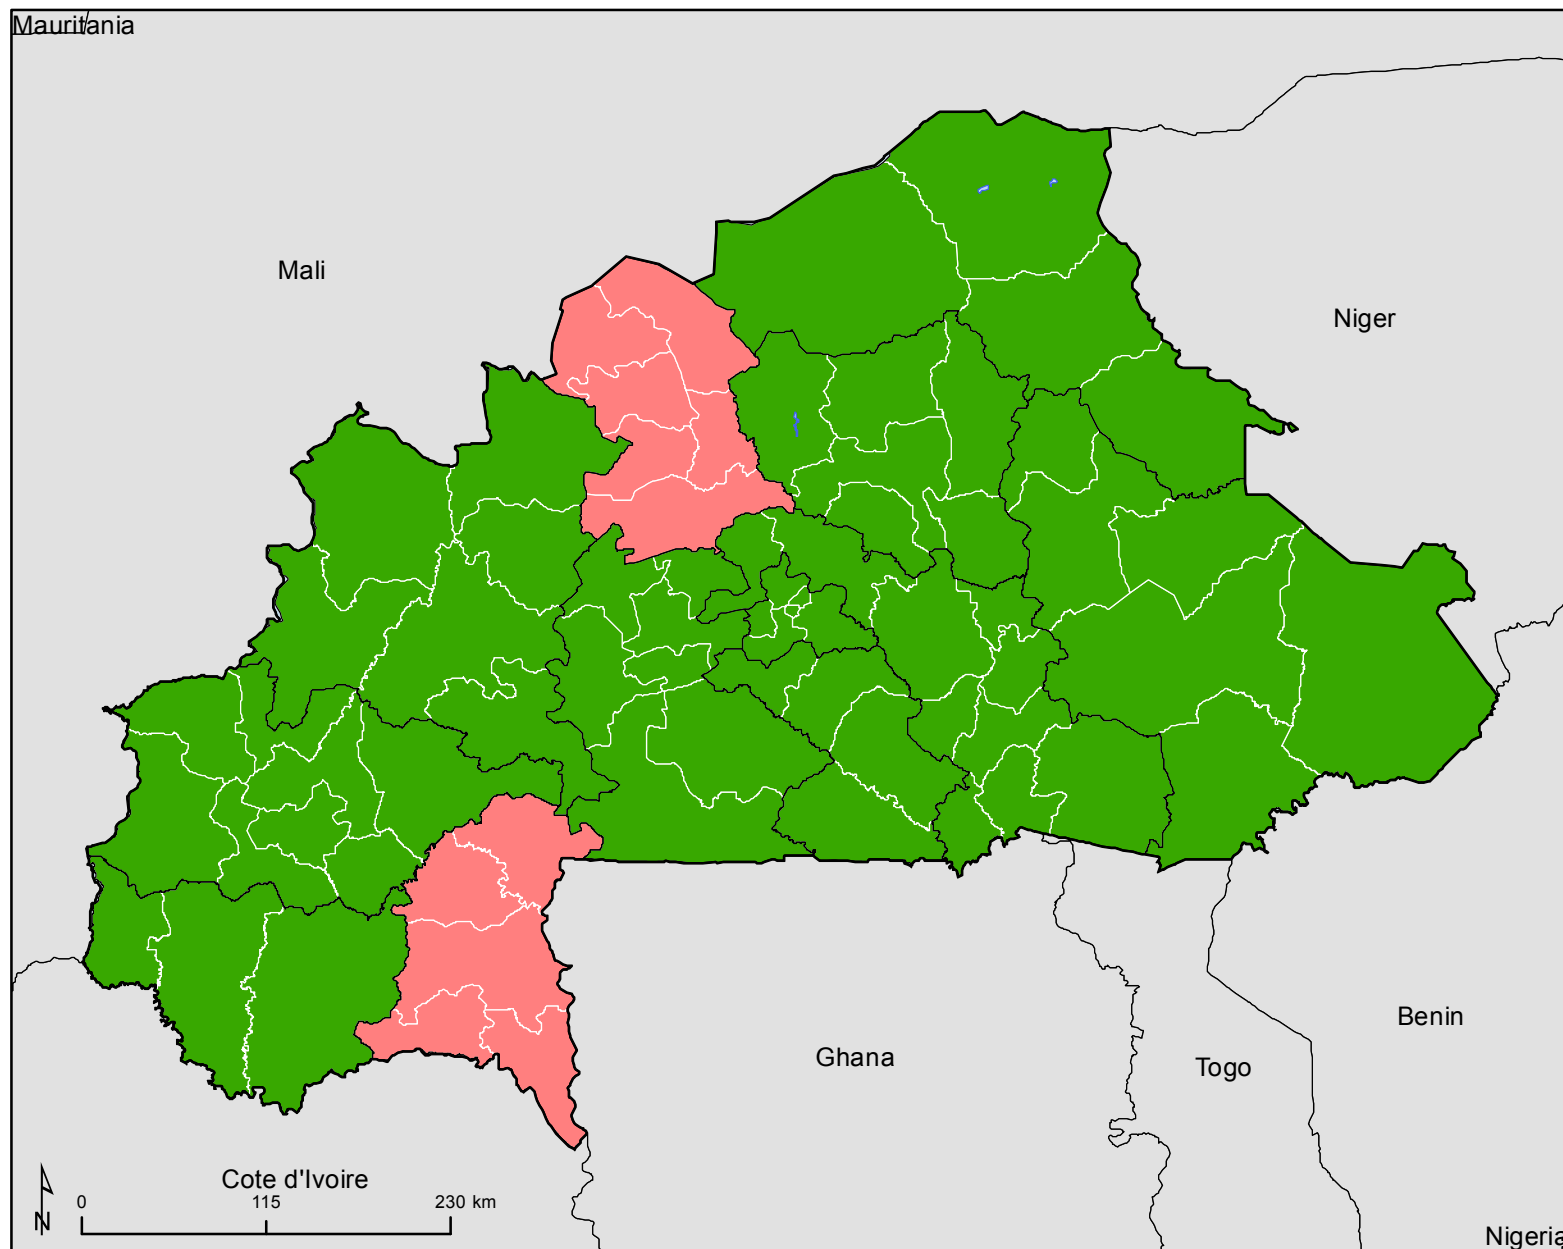 Mauritania
Mali
Niger
Benin
Ghana
Togo
Cote d'Ivoire
N
0 115 230 km
Nigeria